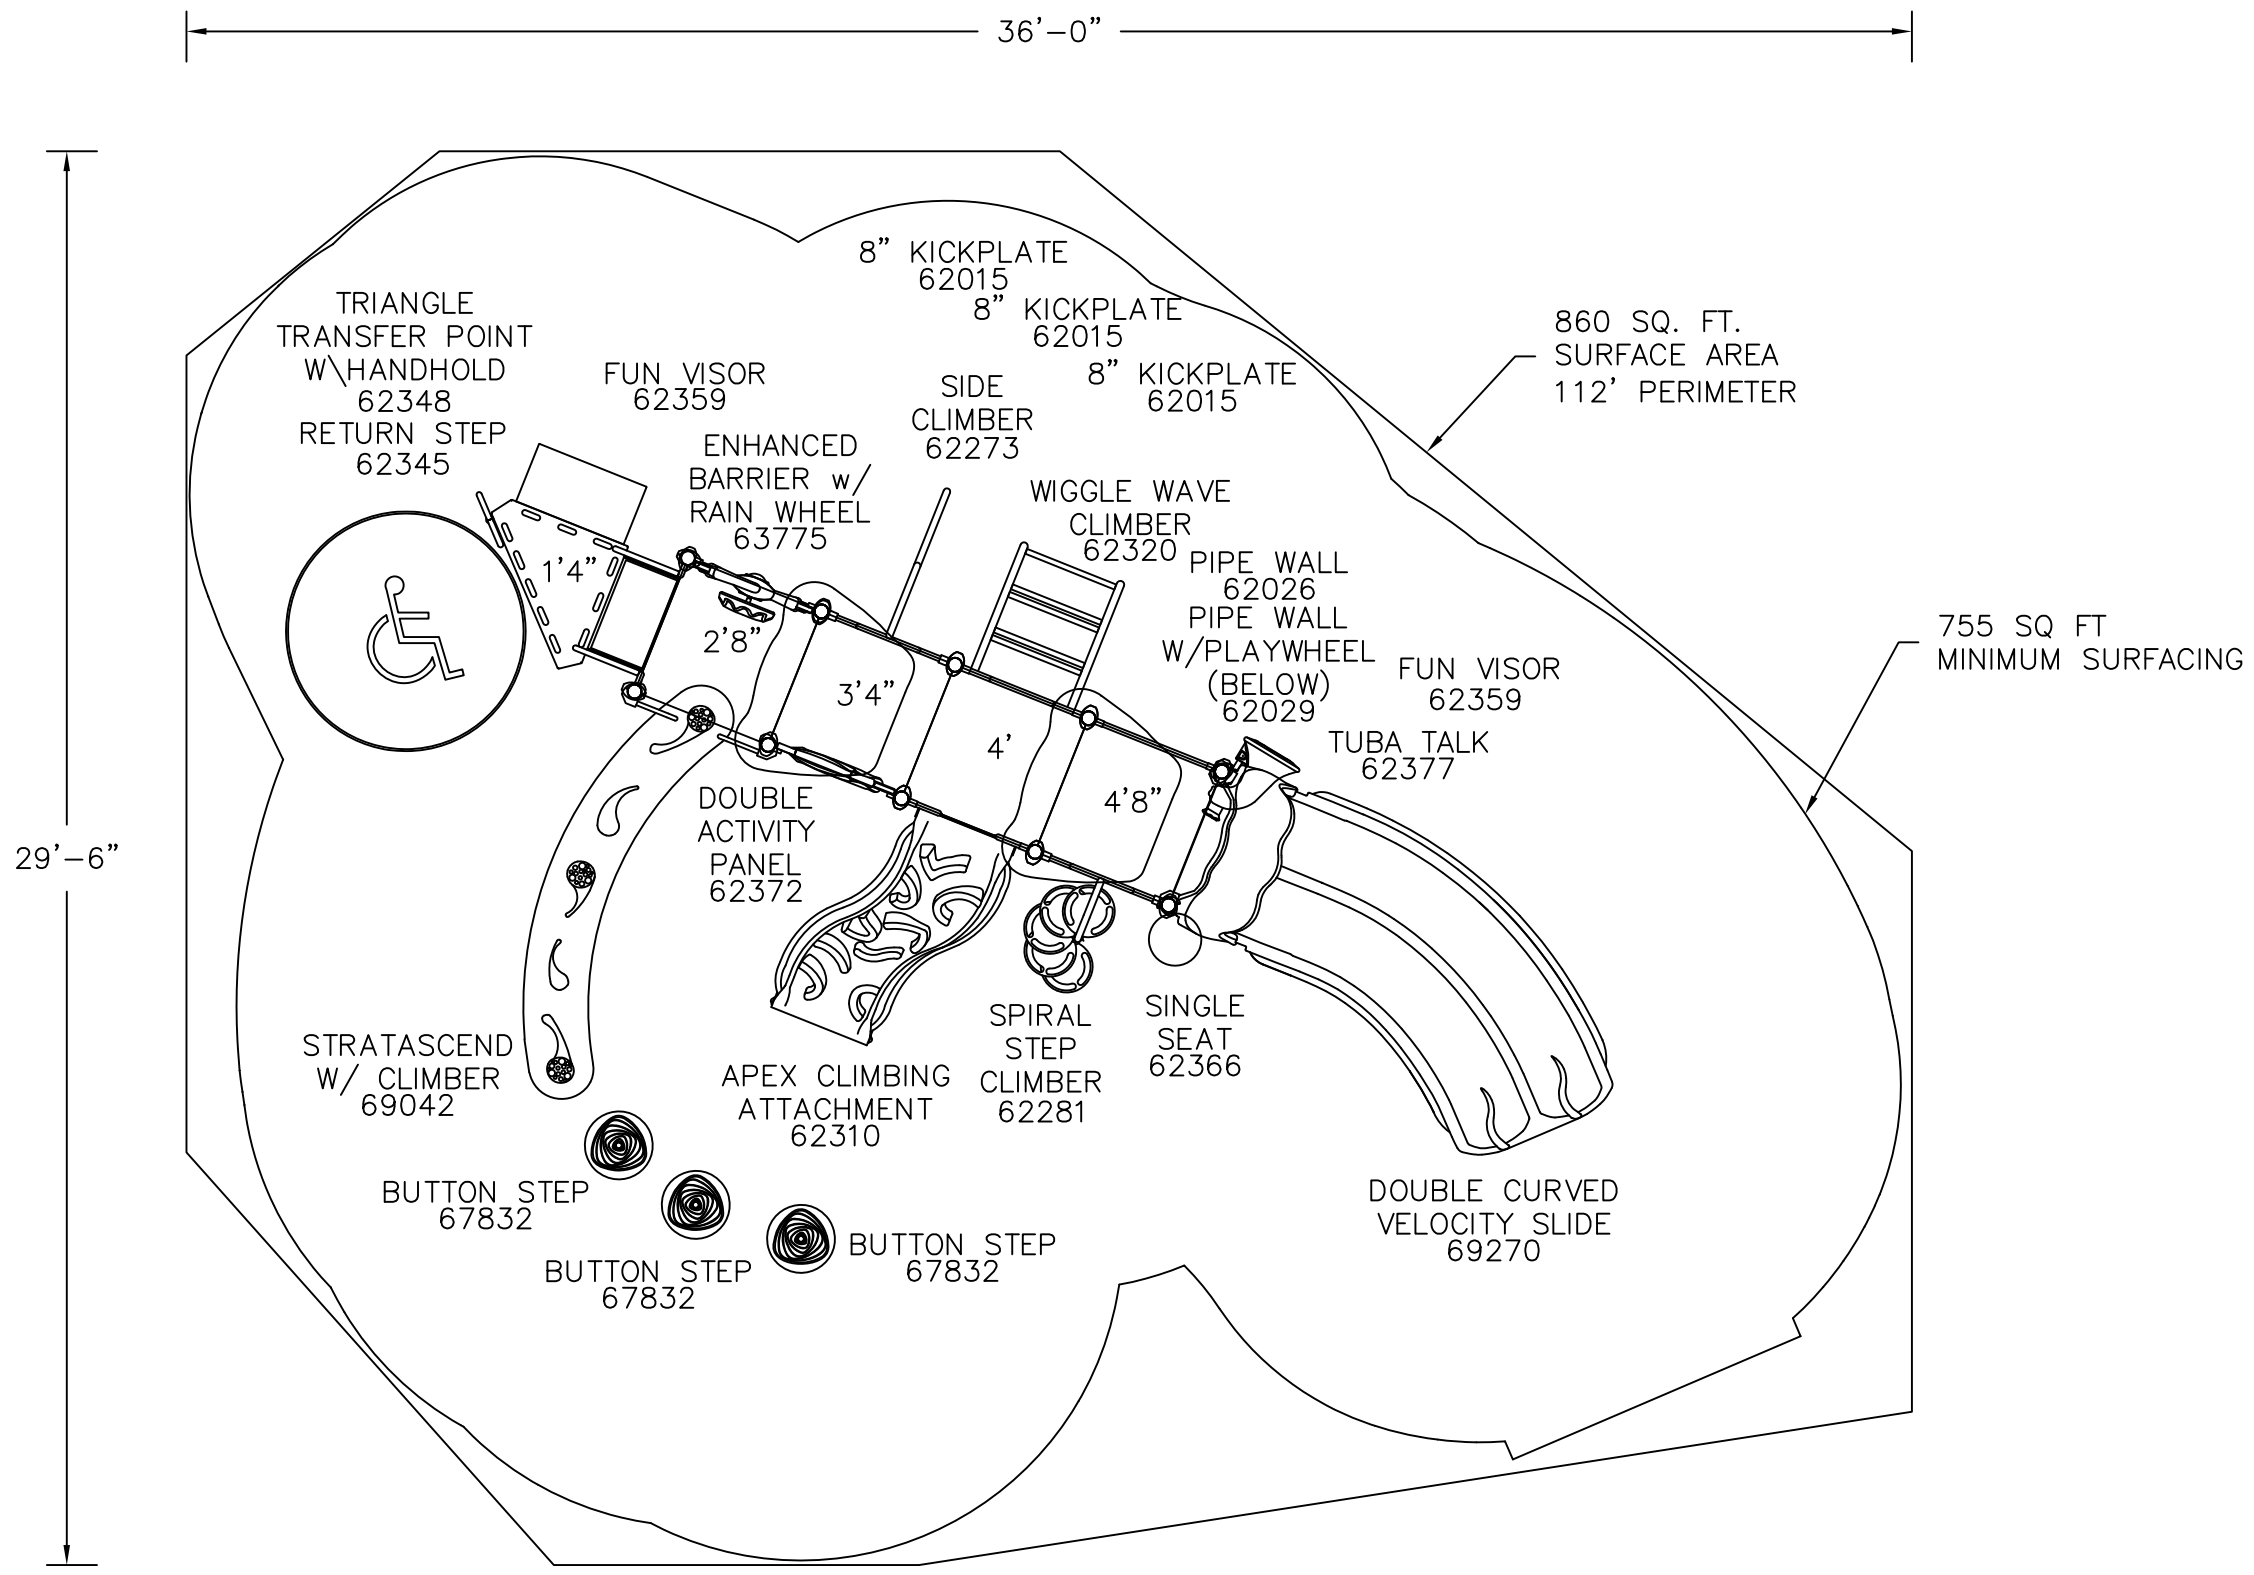 36'-0"
8" KICKPLATE
62015
8" KICKPLATE
62015
8" KICKPLATE
62015
TRIANGLE
TRANSFER POINT
W\HANDHOLD
62348
RETURN STEP
62345
FUN VISOR
62359
ENHANCED
BARRIER w/
RAIN WHEEL
63775
SIDE
CLIMBER
62273
WIGGLE WAVE
CLIMBER
62320
PIPE WALL
62026
PIPE WALL
W/PLAYWHEEL
(BELOW)
62029
FUN VISOR
62359
TUBA TALK
62377
860 SQ. FT.
SURFACE AREA
112' PERIMETER
755 SQ FT
MINIMUM SURFACING
1'4"
2'8"
3'4"
4'
4'8"
29'-6"
DOUBLE
ACTIVITY
PANEL
62372
STRATASCEND
W/ CLIMBER
69042
APEX CLIMBING
ATTACHMENT
62310
SPIRAL
STEP
CLIMBER
62281
SINGLE
SEAT
62366
BUTTON STEP
67832
BUTTON STEP
67832
BUTTON STEP
67832
DOUBLE CURVED
VELOCITY SLIDE
69270